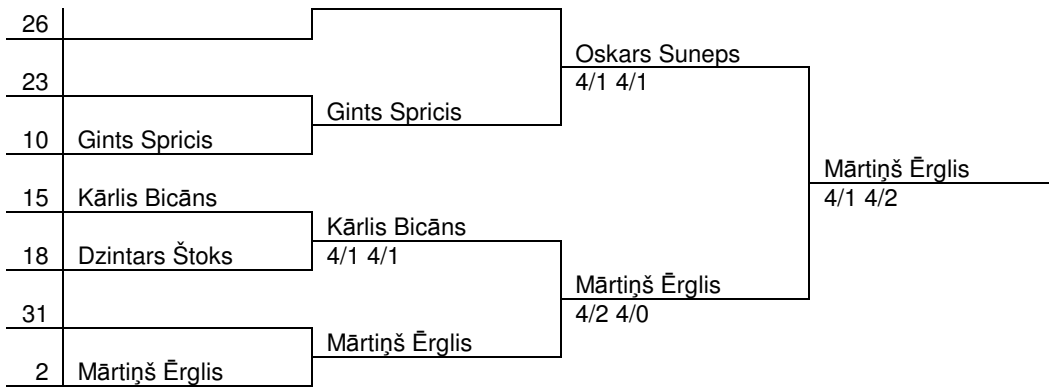 26
Oskars Suneps
23
4/1 4/1
Gints Spricis
10 Gints Spricis
Mārtiņš Ērglis
15 Kārlis Bicāns
4/1 4/2
Kārlis Bicāns
18 Dzintars Štoks
4/1 4/1
Mārtiņš Ērglis
31
4/2 4/0
Mārtiņš Ērglis
2 Mārtiņš Ērglis